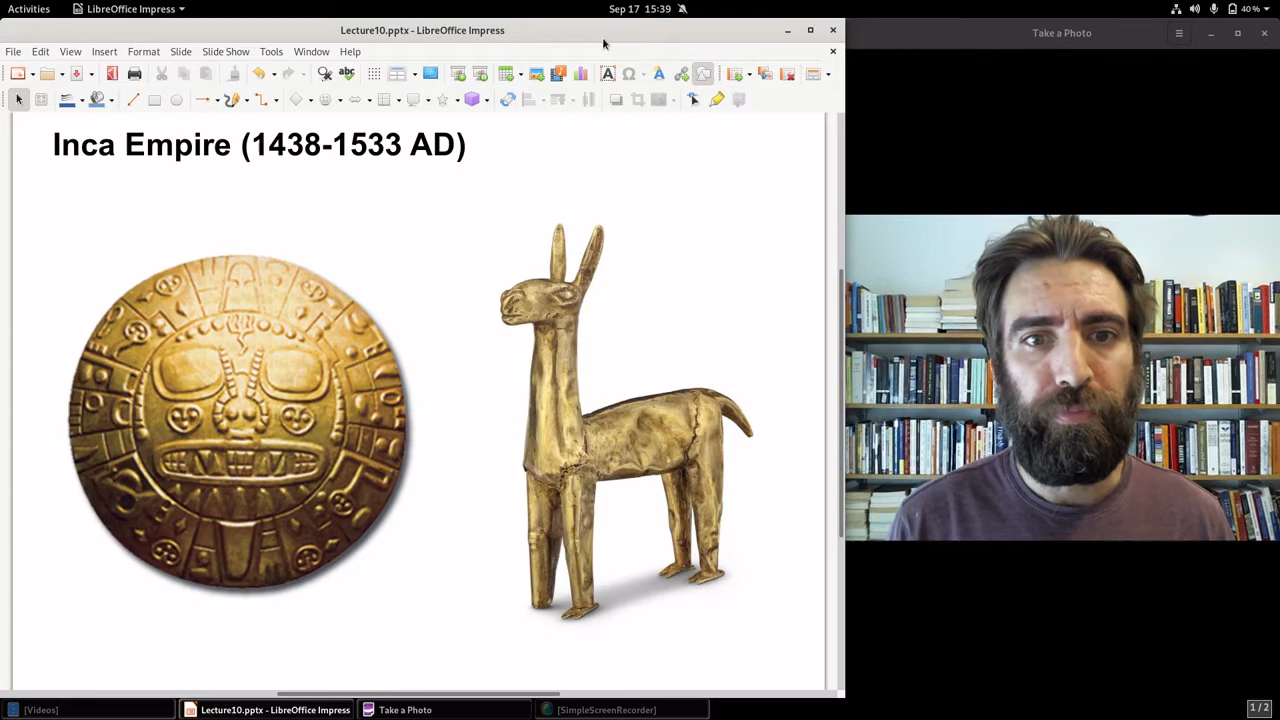 Activities
LibreOffice Impress
Sep 17 15:39
40 %
Lecture10.pptx - LibreOffice Impress
Take a Photo
File Edit View Insert Format Slide Slide Show Tools Window Help
abc
Inca Empire (1438-1533 AD)
[Videos]
Lecture10.pptx - LibreOffice Impress
Take a Photo
[SimpleScreenRecorder]
1 / 2